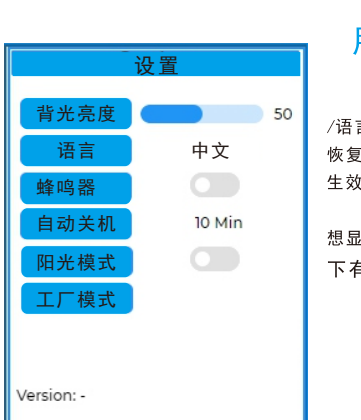 设置
背光亮度 50
语言 中文
蜂鸣器
自动关机 10 Min
阳光模式
工厂模式
Version: -
/语
恢复
生效
想显
下有